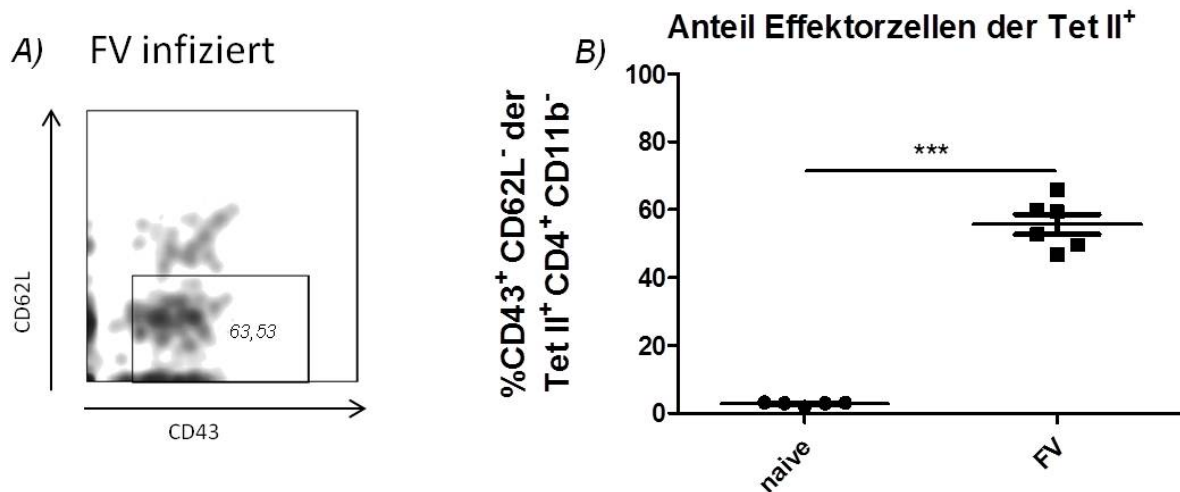 A) FV infiziert
CD62L
63,53
CD43
B)
Anteil Effektorzellen der Tet II⁺
%CD43⁺ CD62L⁻ der
Tet II⁺ CD4⁺ CD11b⁻
100
80
60
40
20
0
***
naive
FV